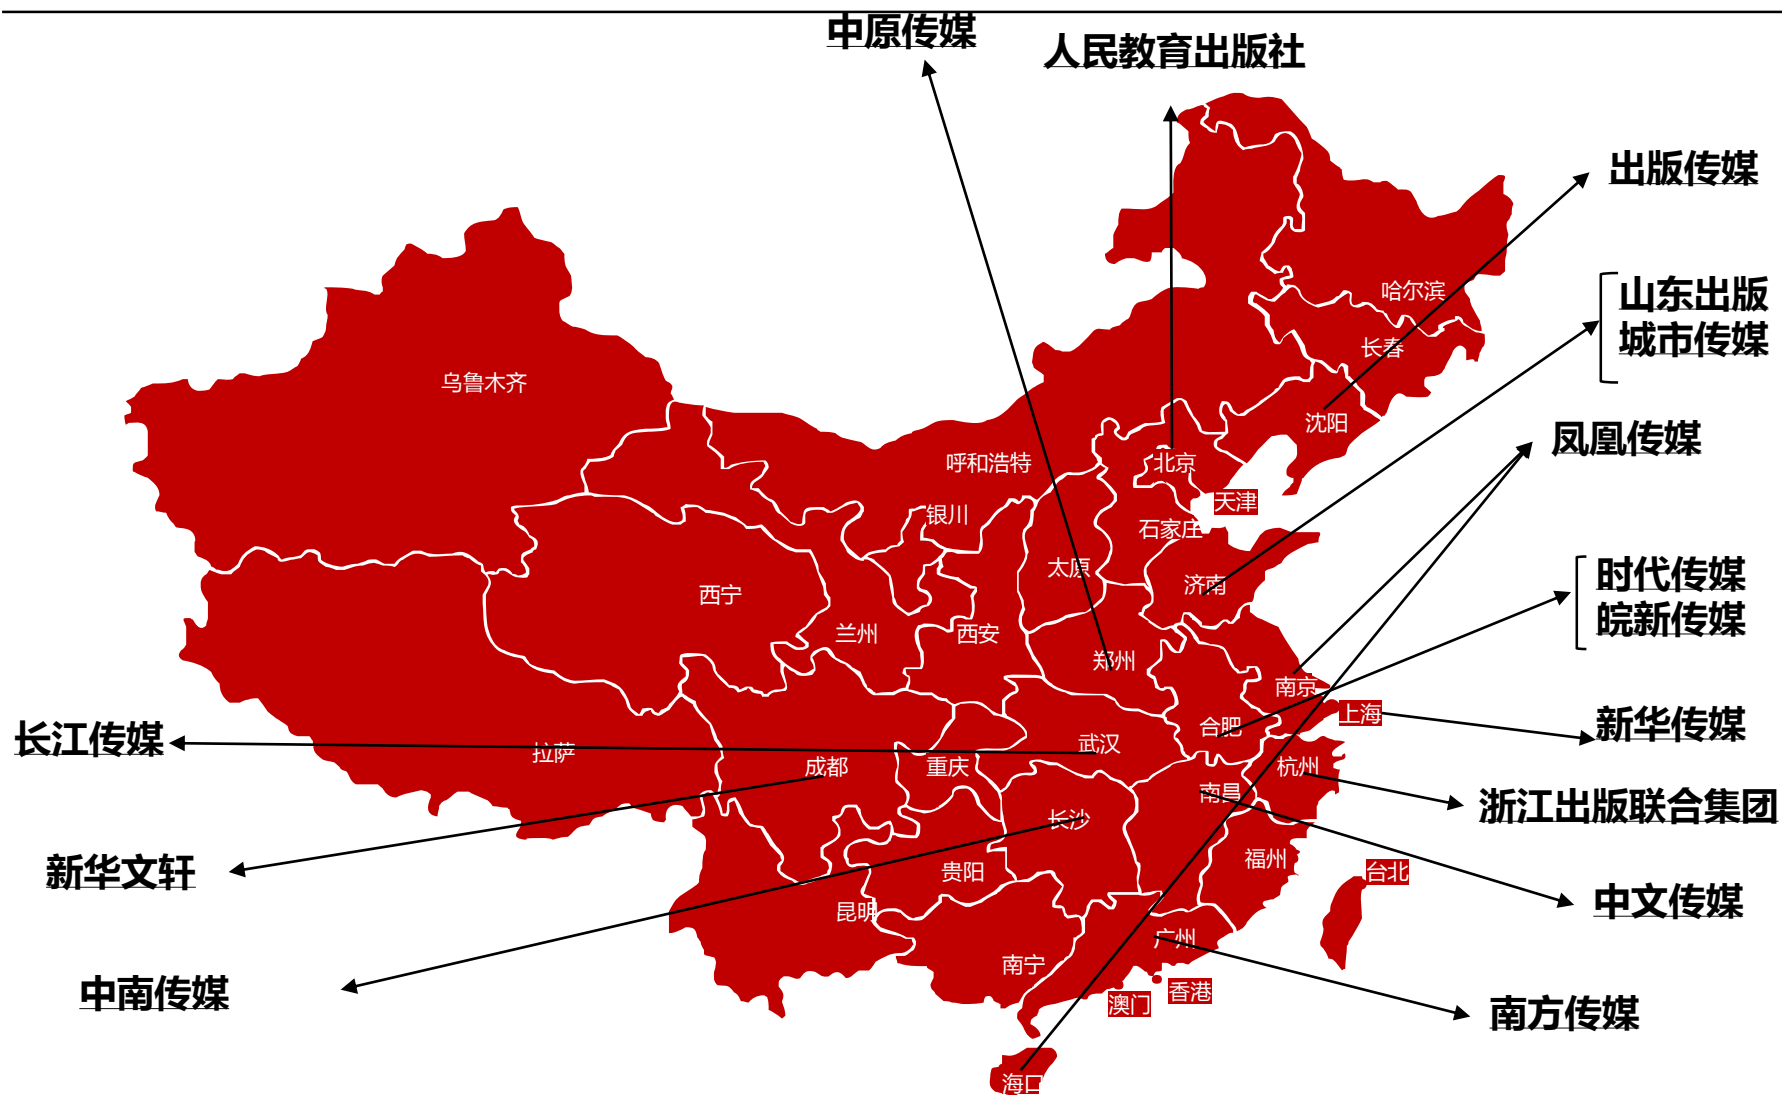 中原传媒
人民教育出版社
出版传媒
哈尔滨
山东出版
城市传媒
长春
乌鲁木齐
沈阳
凤凰传媒
呼和浩特
北京
天津
银川
石家庄
太原
济南
时代传媒
皖新传媒
西宁
兰州
西安
郑州
南京
上海
新华传媒
合肥
长江传媒
武汉
拉萨
成都
重庆
杭州
南昌
浙江出版联合集团
长沙
新华文轩
贵阳
福州
台北
昆明
中文传媒
广州
南宁
中南传媒
澳门
香港
南方传媒
海口